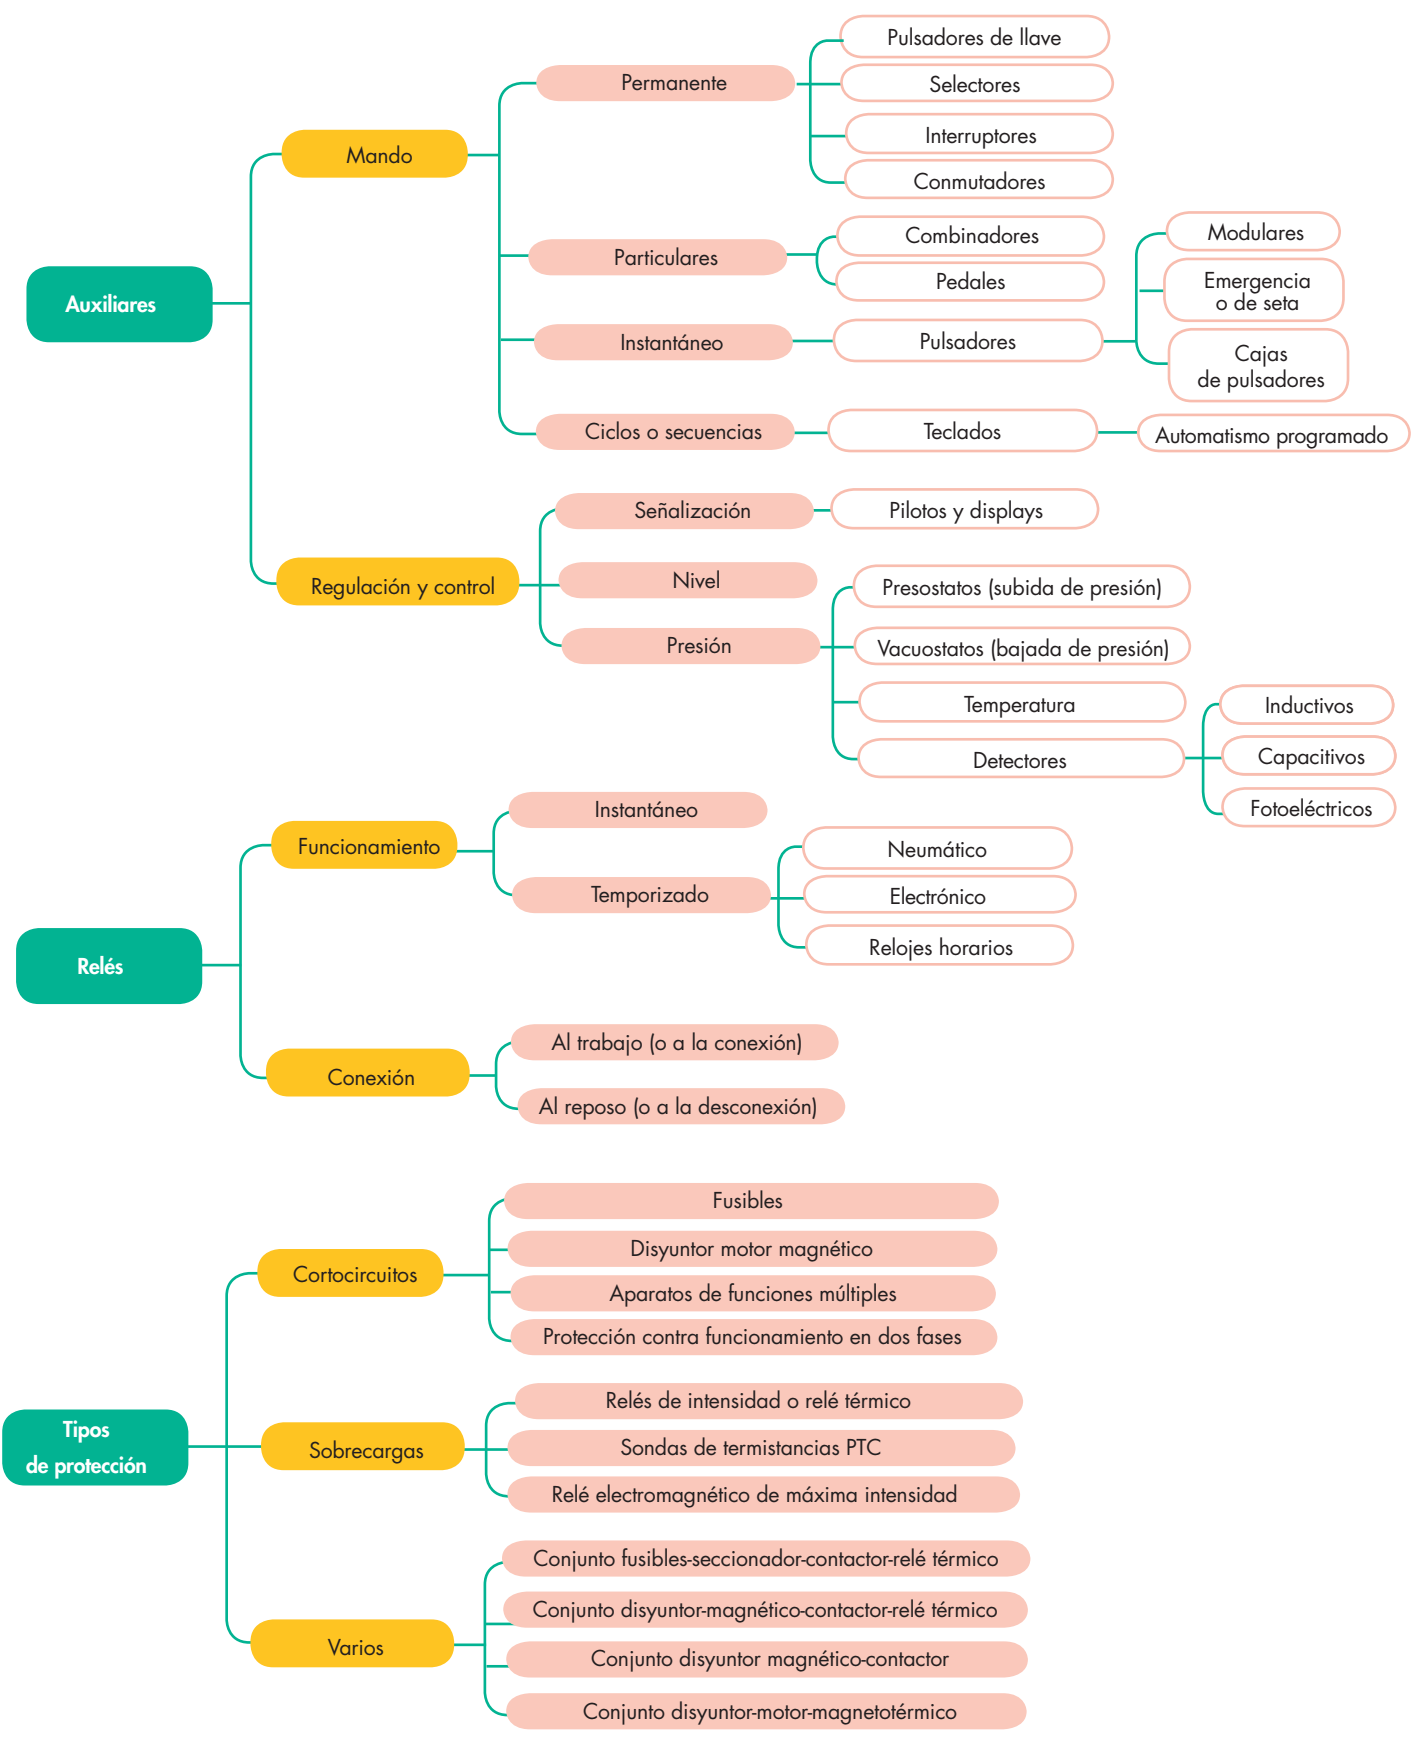 Auxiliares
Mando
Permanente
Pulsadores de llave
Selectores
Interruptores
Conmutadores
Particulares
Combinadores
Pedales
Instantáneo
Pulsadores
Modulares
Emergencia
o de seta
Cajas
de pulsadores
Ciclos o secuencias
Teclados
Automatismo programado
Regulación y control
Señalización
Pilotos y displays
Nivel
Presión
Presostatos (subida de presión)
Vacuostatos (bajada de presión)
Temperatura
Detectores
Inductivos
Capacitivos
Fotoeléctricos
Relés
Funcionamiento
Instantáneo
Temporizado
Neumático
Electrónico
Relojes horarios
Conexión
Al trabajo (o a la conexión)
Al reposo (o a la desconexión)
Tipos
de protección
Cortocircuitos
Fusibles
Disyuntor motor magnético
Aparatos de funciones múltiples
Protección contra funcionamiento en dos fases
Sobrecargas
Relés de intensidad o relé térmico
Sondas de termistancias PTC
Relé electromagnético de máxima intensidad
Varios
Conjunto fusibles-seccionador-contactor-relé térmico
Conjunto disyuntor-magnético-contactor-relé térmico
Conjunto disyuntor magnético-contactor
Conjunto disyuntor-motor-magnetotérmico